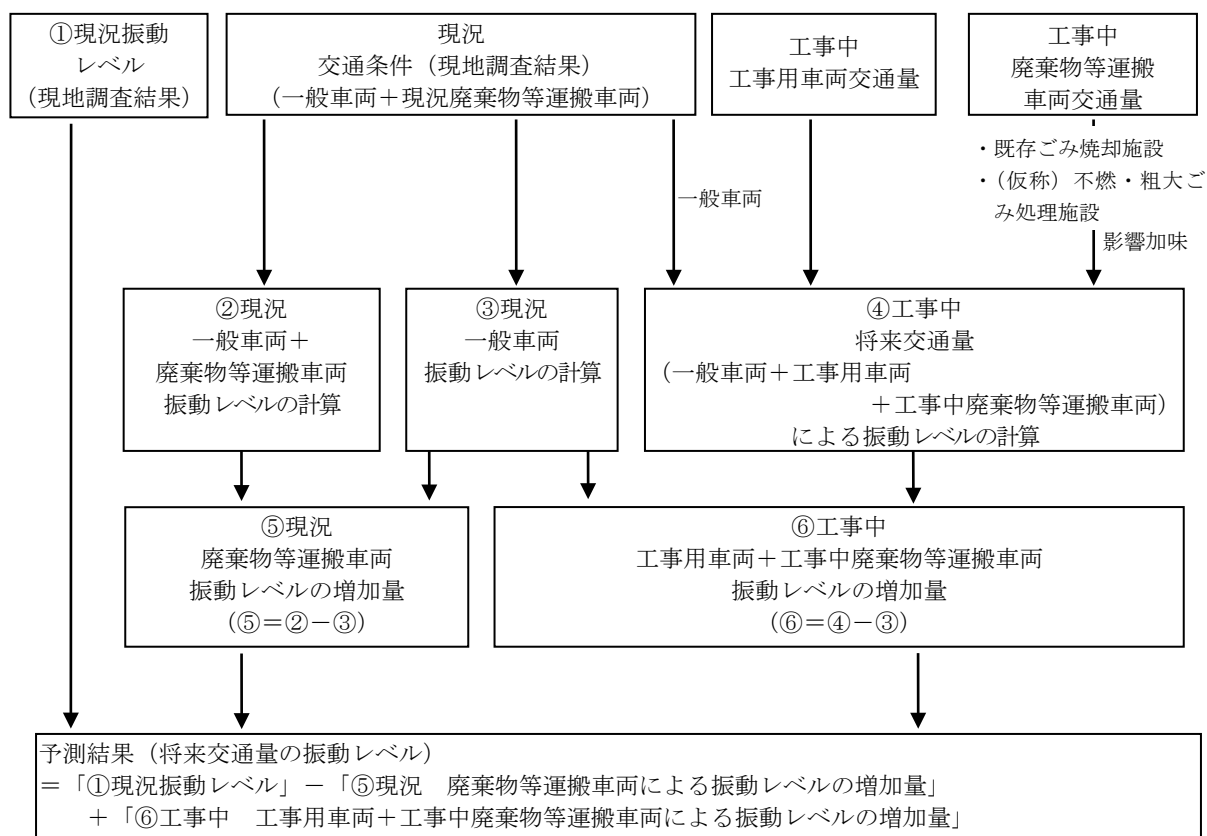 ①現況振動
レベル
(現地調査結果)
現況
交通条件(現地調査結果)
(一般車両＋現況廃棄物等運搬車両)
工事中
工事用車両交通量
工事中
廃棄物等運搬
車両交通量
・既存ごみ焼却施設
・(仮称)不燃・粗大ご
み処理施設
一般車両
影響加味
②現況
一般車両＋
廃棄物等運搬車両
振動レベルの計算
③現況
一般車両
振動レベルの計算
④工事中
将来交通量
(一般車両＋工事用車両
＋工事中廃棄物等運搬車両)
による振動レベルの計算
⑤現況
廃棄物等運搬車両
振動レベルの増加量
(⑤＝②－③)
⑥工事中
工事用車両＋工事中廃棄物等運搬車両
振動レベルの増加量
(⑥＝④－③)
予測結果(将来交通量の振動レベル)
＝「①現況振動レベル」－「⑤現況　廃棄物等運搬車両による振動レベルの増加量」
＋「⑥工事中　工事用車両＋工事中廃棄物等運搬車両による振動レベルの増加量」